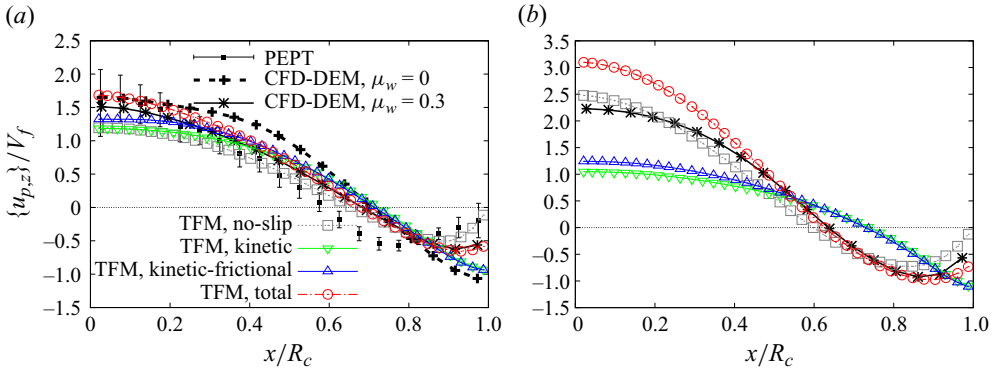 (a)
2.5
2.0
1.5
1.0
0.5
0
−0.5
−1.0
−1.5
{u_{p,z}}/V_f
PEPT
CFD-DEM, μ_w = 0
CFD-DEM, μ_w = 0.3
TFM, no-slip
TFM, kinetic
TFM, kinetic-frictional
TFM, total
0 0.2 0.4 0.6 0.8 1.0
x/R_c
(b)
3.5
3.0
2.5
2.0
1.5
1.0
0.5
0
−0.5
−1.0
−1.5
0 0.2 0.4 0.6 0.8 1.0
x/R_c